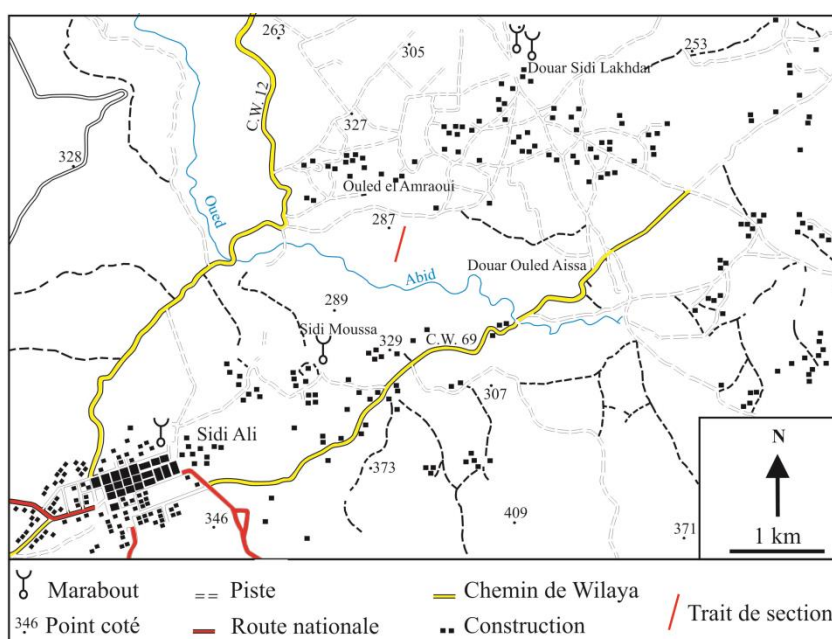 263
305
253
Douar Sidi Lakhdar
C.W. 12
327
328
Ouled el Amraoui
287
Oued
Douar Ouled Aissa
Abid
289
Sidi Moussa
329
C.W. 69
307
Sidi Ali
373
346
409
371
N
1 km
Marabout
Piste
Chemin de Wilaya
346 Point coté
Route nationale
Construction
Trait de section